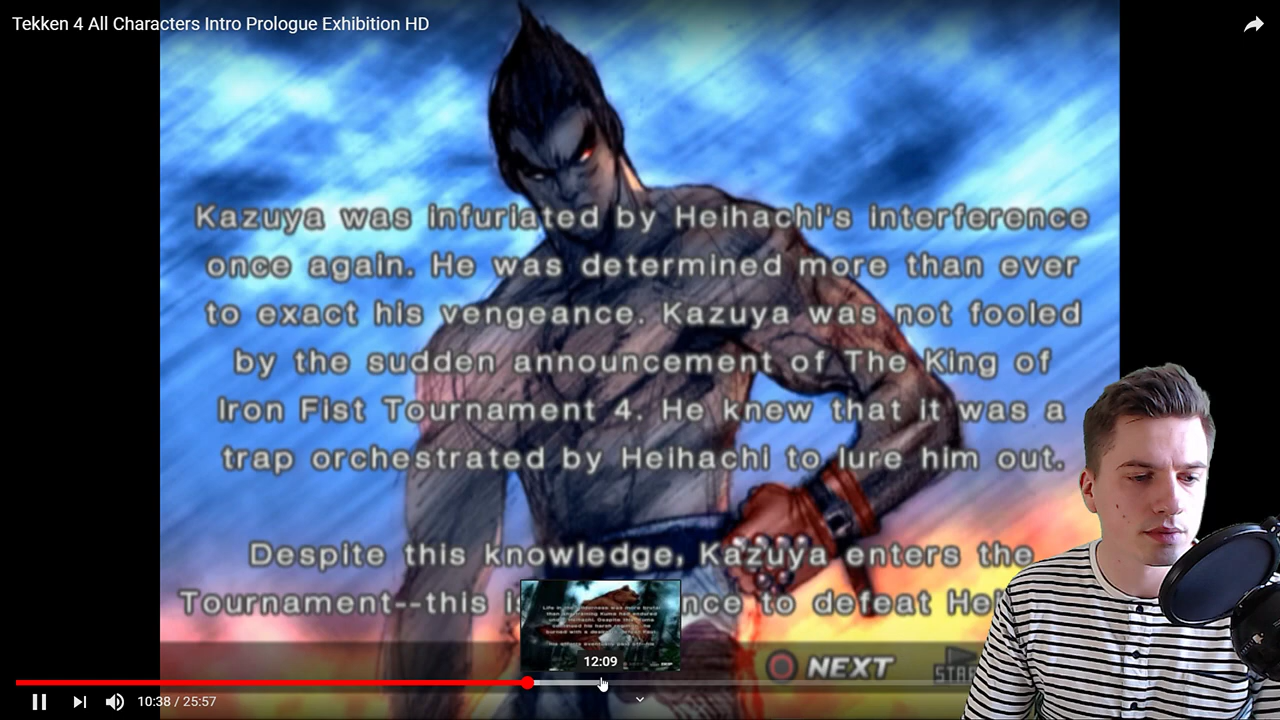 Tekken 4 All Characters Intro Prologue Exhibition HD
Kazuya was infuriated by Heihachi's interference
once again. He was determined more than ever
to exact his vengeance. Kazuya was not fooled
by the sudden announcement of The King of
Iron Fist Tournament 4. He knew that it was a
trap orchestrated by Heihachi to lure him out.
Despite this knowledge, Kazuya enters the
Tournament--this to defeat
12:09
NEXT
10:38 / 25:57